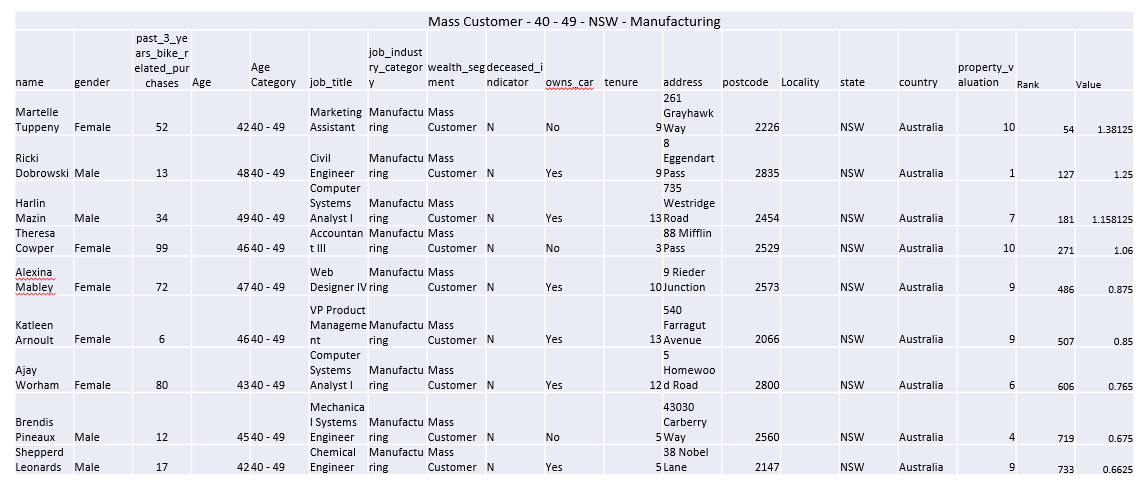 Mass Customer - 40 - 49 - NSW - Manufacturing
name gender past_3_years_bike_related_purchases Age Age Category job_title job_industry_category wealth_segment deceased_indicator owns_car tenure address postcode Locality state country property_valuation Rank Value
Martelle Tuppeny Female 52 42 40 - 49 Marketing Assistant Manufacturing Mass Customer N No 9 261 Grayhawk Way 2226 NSW Australia 10 54 1.38125
Ricki Dobrowski Male 13 48 40 - 49 Civil Engineer Manufacturing Mass Customer N Yes 9 8 Eggendart Pass 2835 NSW Australia 1 127 1.25
Harlin Mazin Male 34 49 40 - 49 Computer Systems Analyst I Manufacturing Mass Customer N Yes 13 735 Westridge Road 2454 NSW Australia 7 181 1.158125
Theresa Cowper Female 99 46 40 - 49 Accountant III Manufacturing Mass Customer N No 3 88 Mifflin Pass 2529 NSW Australia 10 271 1.06
Alexina Mabley Female 72 47 40 - 49 Web Designer IV Manufacturing Mass Customer N Yes 10 9 Rieder Junction 2573 NSW Australia 9 486 0.875
Katleen Arnoult Female 6 46 40 - 49 VP Product Management Manufacturing Mass Customer N Yes 13 540 Farragut Avenue 2066 NSW Australia 9 507 0.85
Ajay Worham Female 80 43 40 - 49 Computer Systems Analyst I Manufacturing Mass Customer N Yes 12 5 Homewood Road 2800 NSW Australia 6 606 0.765
Brendis Pineaux Male 12 45 40 - 49 Mechanical Systems Engineer Manufacturing Mass Customer N No 5 43030 Carberry Way 2560 NSW Australia 4 719 0.675
Shepperd Leonards Male 17 42 40 - 49 Chemical Engineer Manufacturing Mass Customer N Yes 5 38 Nobel Lane 2147 NSW Australia 9 733 0.6625